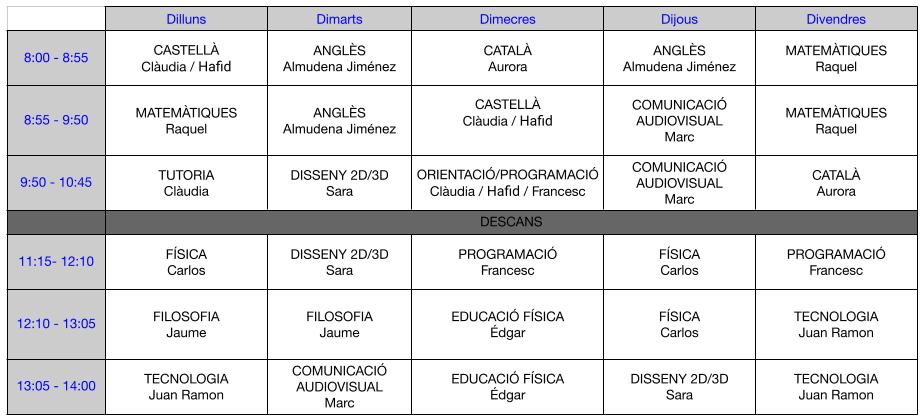 Dilluns Dimarts Dimecres Dijous Divendres
8:00 - 8:55
CASTELLÀ
Clàudia / Hafid
ANGLÈS
Almudena Jiménez
CATALÀ
Aurora
ANGLÈS
Almudena Jiménez
MATEMÀTIQUES
Raquel
8:55 - 9:50
MATEMÀTIQUES
Raquel
ANGLÈS
Almudena Jiménez
CASTELLÀ
Clàudia / Hafid
COMUNICACIÓ
AUDIOVISUAL
Marc
MATEMÀTIQUES
Raquel
9:50 - 10:45
TUTORIA
Clàudia
DISSENY 2D/3D
Sara
ORIENTACIÓ/PROGRAMACIÓ
Clàudia / Hafid / Francesc
COMUNICACIÓ
AUDIOVISUAL
Marc
CATALÀ
Aurora
DESCANS
11:15- 12:10
FÍSICA
Carlos
DISSENY 2D/3D
Sara
PROGRAMACIÓ
Francesc
FÍSICA
Carlos
PROGRAMACIÓ
Francesc
12:10 - 13:05
FILOSOFIA
Jaume
FILOSOFIA
Jaume
EDUCACIÓ FÍSICA
Édgar
FÍSICA
Carlos
TECNOLOGIA
Juan Ramon
13:05 - 14:00
TECNOLOGIA
Juan Ramon
COMUNICACIÓ
AUDIOVISUAL
Marc
EDUCACIÓ FÍSICA
Édgar
DISSENY 2D/3D
Sara
TECNOLOGIA
Juan Ramon